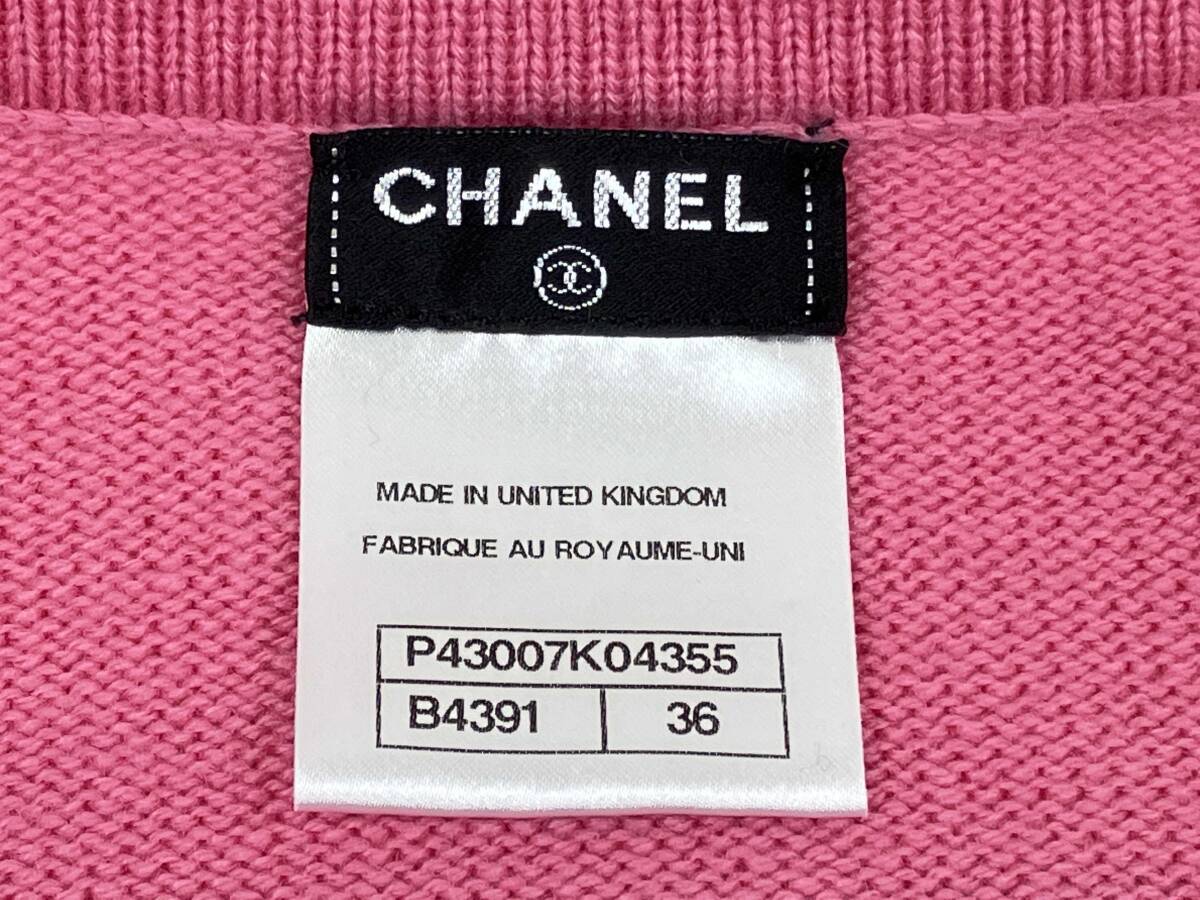 CHANEL
MADE IN UNITED KINGDOM
FABRIQUE AU ROYAUME-UNI
P43007K04355
B4391 36